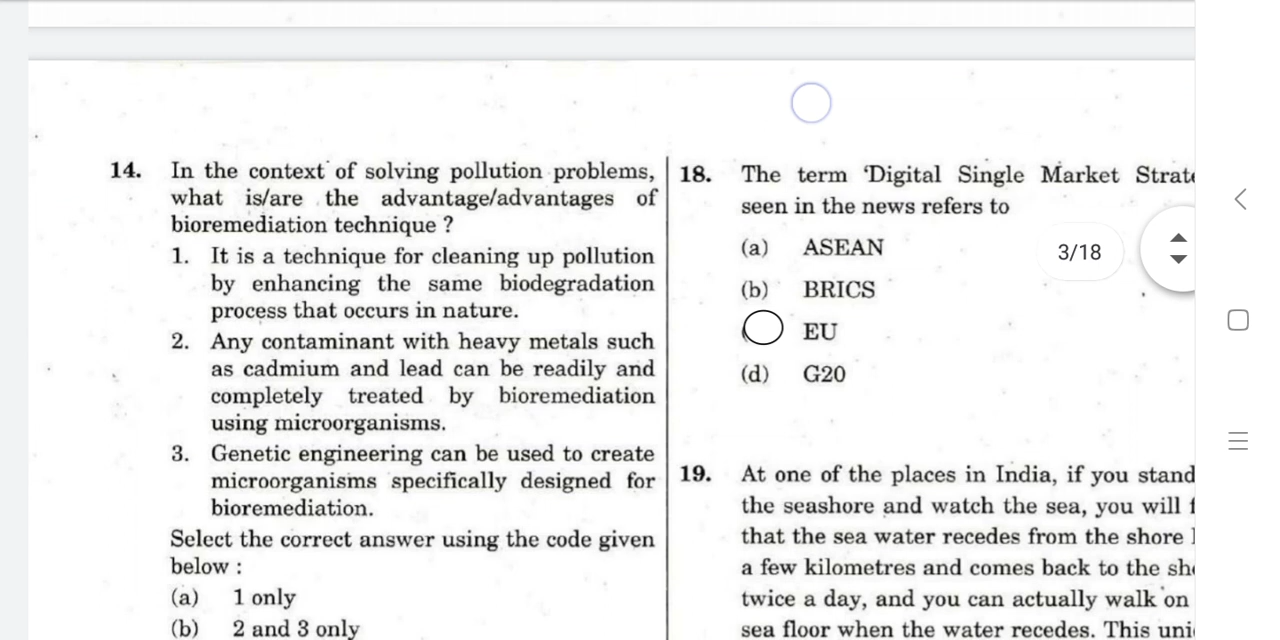 14. In the context of solving pollution problems,
what is/are the advantage/advantages of
bioremediation technique ?
1. It is a technique for cleaning up pollution
by enhancing the same biodegradation
process that occurs in nature.
2. Any contaminant with heavy metals such
as cadmium and lead can be readily and
completely treated by bioremediation
using microorganisms.
3. Genetic engineering can be used to create
microorganisms specifically designed for
bioremediation.
Select the correct answer using the code given
below :
(a) 1 only
(b) 2 and 3 only
18. The term 'Digital Single Market
seen in the news refers to
(a) ASEAN
(b) BRICS
EU
(d) G20
19. At one of the places in India, if you stand
the seashore and watch the sea, you will
that the sea water recedes from the shore
a few kilometres and comes back to the
twice a day, and you can actually walk on
sea floor when the water recedes. This
3/18